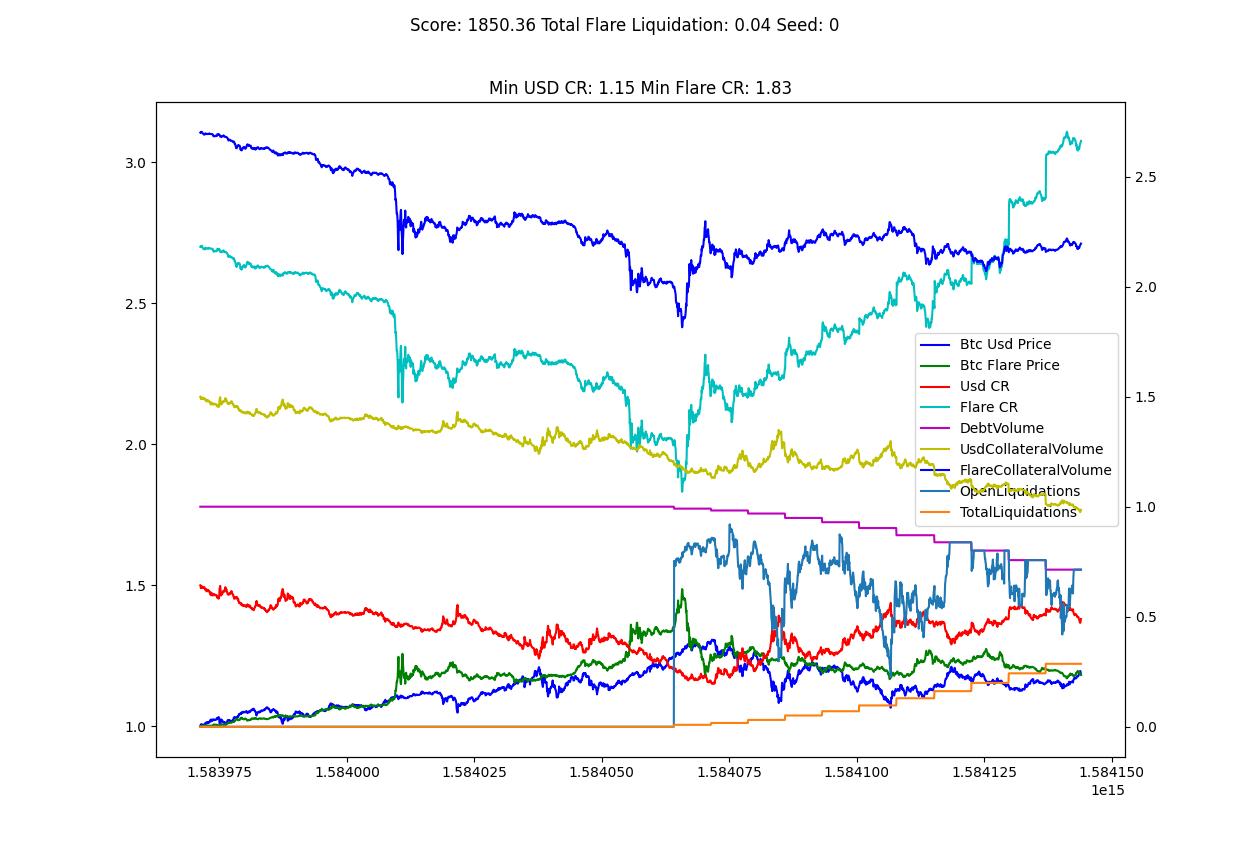 Score: 1850.36 Total Flare Liquidation: 0.04 Seed: 0
Min USD CR: 1.15 Min Flare CR: 1.83
3.0
2.5
2.0
1.5
1.0
2.5
2.0
1.5
1.0
0.5
0.0
Btc Usd Price
Btc Flare Price
Usd CR
Flare CR
DebtVolume
UsdCollateralVolume
FlareCollateralVolume
OpenLiquidations
TotalLiquidations
1.583975 1.584000 1.584025 1.584050 1.584075 1.584100 1.584125 1.584150
1e15